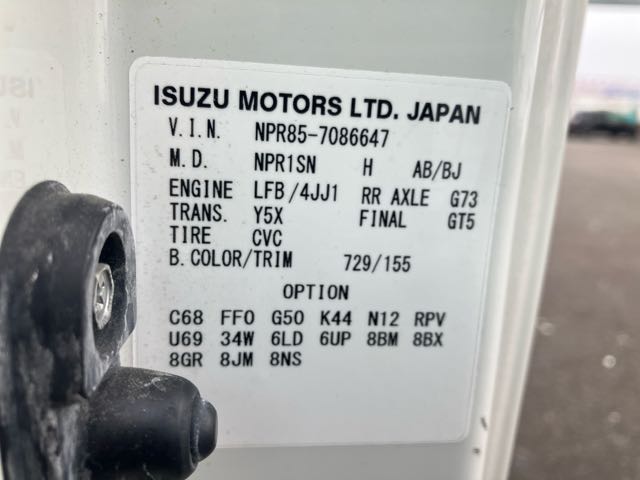 ISUZU MOTORS LTD. JAPAN
V.I.N. NPR85-7086647
M.D. NPR1SN H AB/BJ
ENGINE LFB/4JJ1 RR AXLE G73
TRANS. Y5X FINAL GT5
TIRE CVC
B. COLOR/TRIM 729/155
OPTION
C68 FF0 G50 K44 N12 RPV
U69 34W 6LD 6UP 8BM 8BX
8GR 8JM 8NS